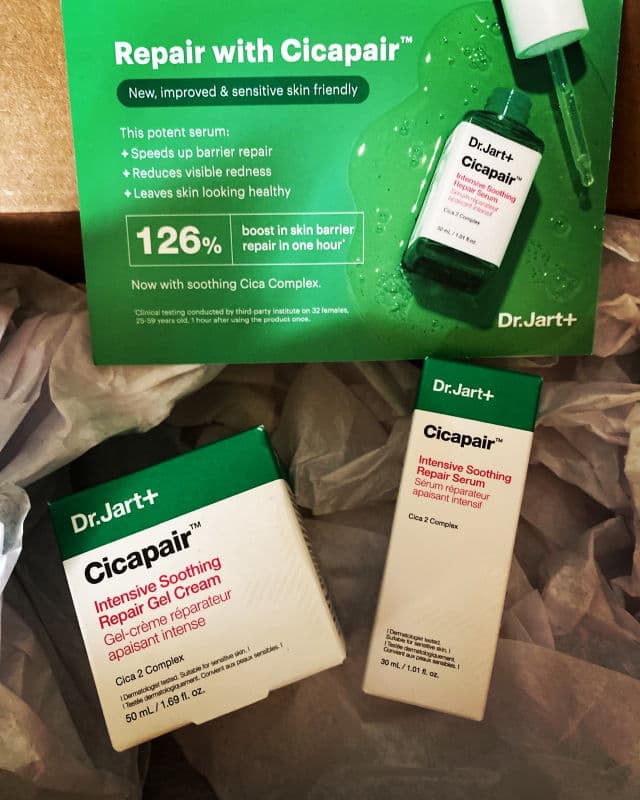 Repair with Cicapair™
New, improved & sensitive skin friendly
This potent serum:
+ Speeds up barrier repair
+ Reduces visible redness
+ Leaves skin looking healthy
126%
boost in skin barrier
repair in one hour*
Now with soothing Cica Complex.
*Clinical testing conducted by third-party institute on 32 females,
25-59 years old, 1 hour after using the product once.
Dr.Jart+
Cicapair™
Intensive Soothing
Repair Serum
Sérum réparateur
apaisant intensif
Cica 2 Complex
30 mL / 1.01 fl.oz.
Dr.Jart+
Dr.Jart+
Cicapair™
Intensive Soothing
Repair Gel Cream
Gel-crème réparateur
apaisant intense
Cica 2 Complex
| Dermatologist tested. Suitable for sensitive skin. |
| Testée dermatologiquement. Convient aux peaux sensibles. |
50 mL / 1.69 fl. oz.
Dr.Jart+
Cicapair™
Intensive Soothing
Repair Serum
Sérum réparateur
apaisant intensif
Cica 2 Complex
| Dermatologist tested.
Suitable for sensitive skin. |
| Testé dermatologiquement.
Convient aux peaux sensibles. |
30 mL / 1.01 fl. oz.